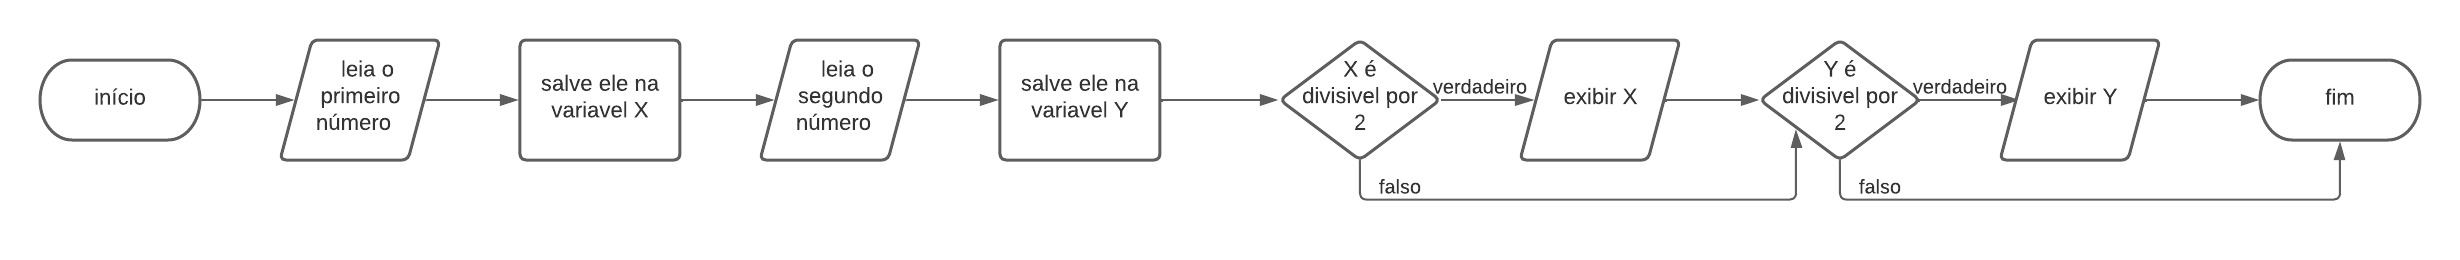 início
leia o
primeiro
número
salve ele na
variavel X
leia o
segundo
número
salve ele na
variavel Y
X é
divisivel por
2
verdadeiro
falso
exibir X
Y é
divisivel por
2
verdadeiro
falso
exibir Y
fim